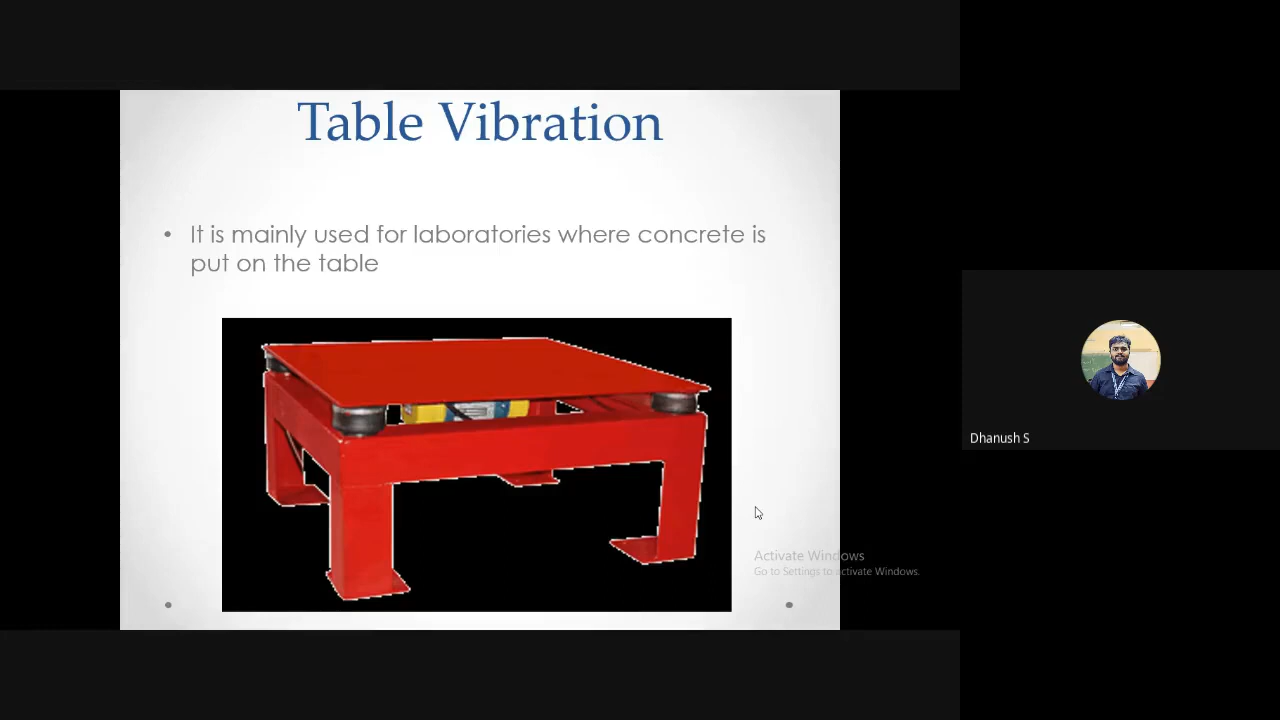 Table Vibration
• It is mainly used for laboratories where concrete is
put on the table
Activate Windows
Go to Settings to activate Windows.
Dhanush S